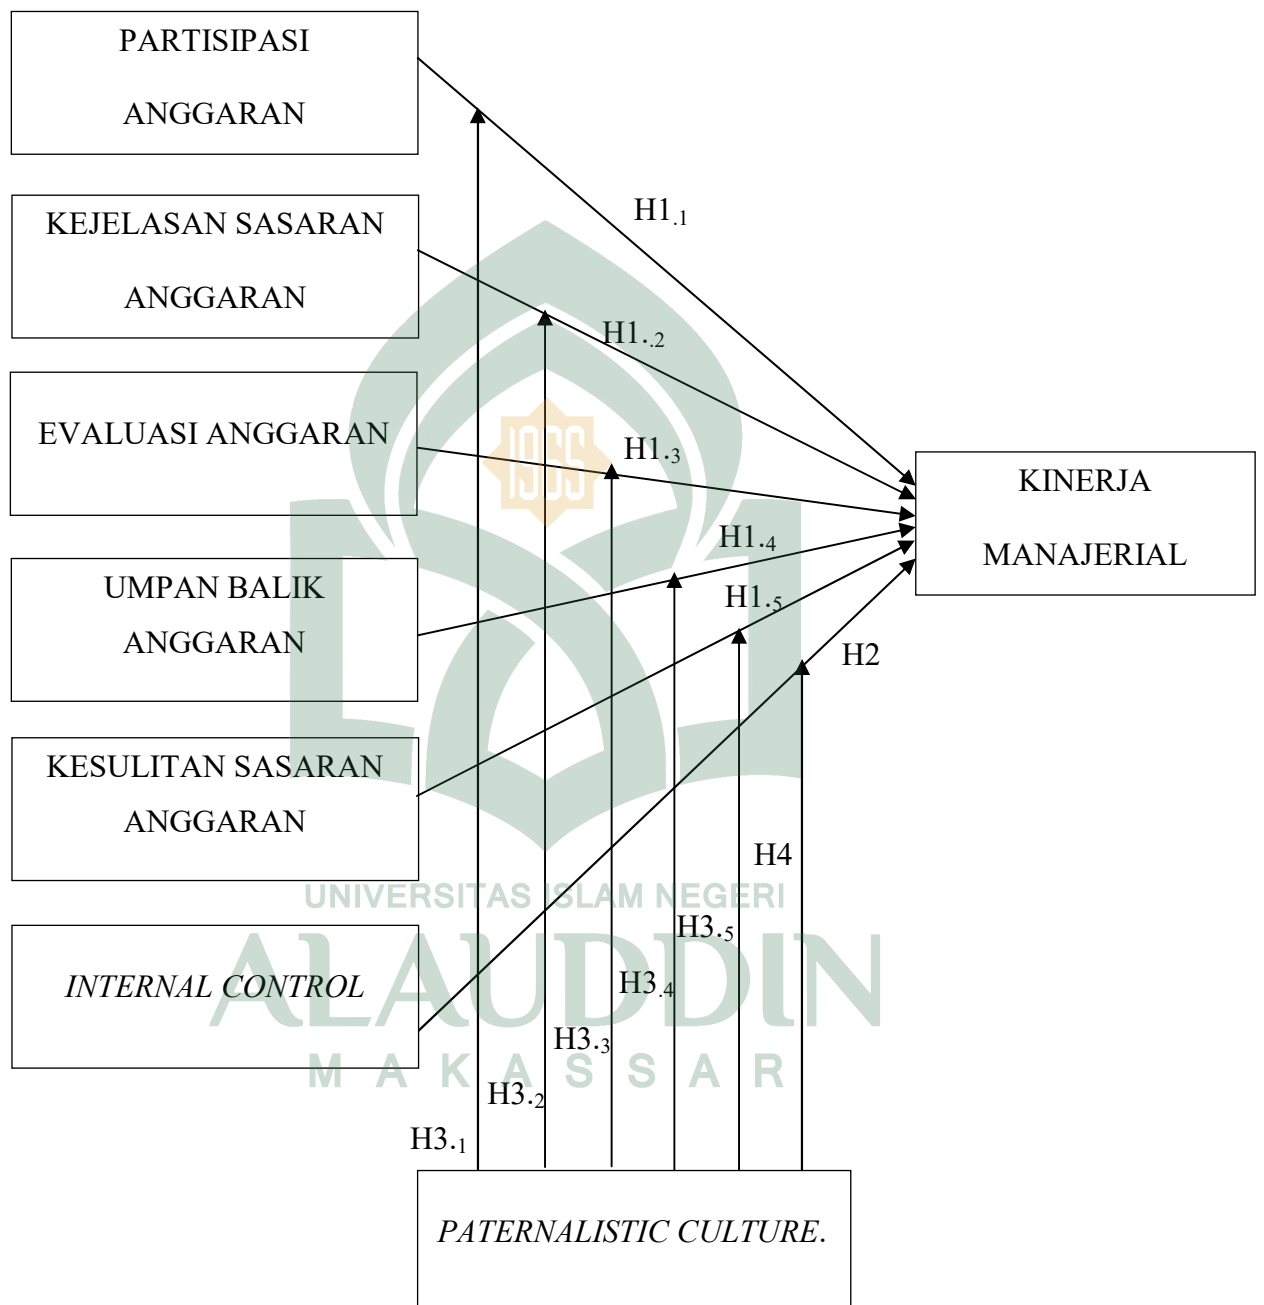 PARTISIPASI
ANGGARAN
H1.1
KEJELASAN SASARAN
ANGGARAN
H1..2
EVALUASI ANGGARAN
1965
H1.3
KINERJA
MANAJERIAL
H1.4
UMPAN BALIK
ANGGARAN
H1.5
H2
KESULITAN SASARAN
ANGGARAN
H4
UNIVERSITAS ISLAM NEGERI
H3.5
ALAUDDIN
INTERNAL CONTROL
H3.4
H3.3
MAKASSAR
H3.2
H3.1
PATERNALISTIC CULTURE.